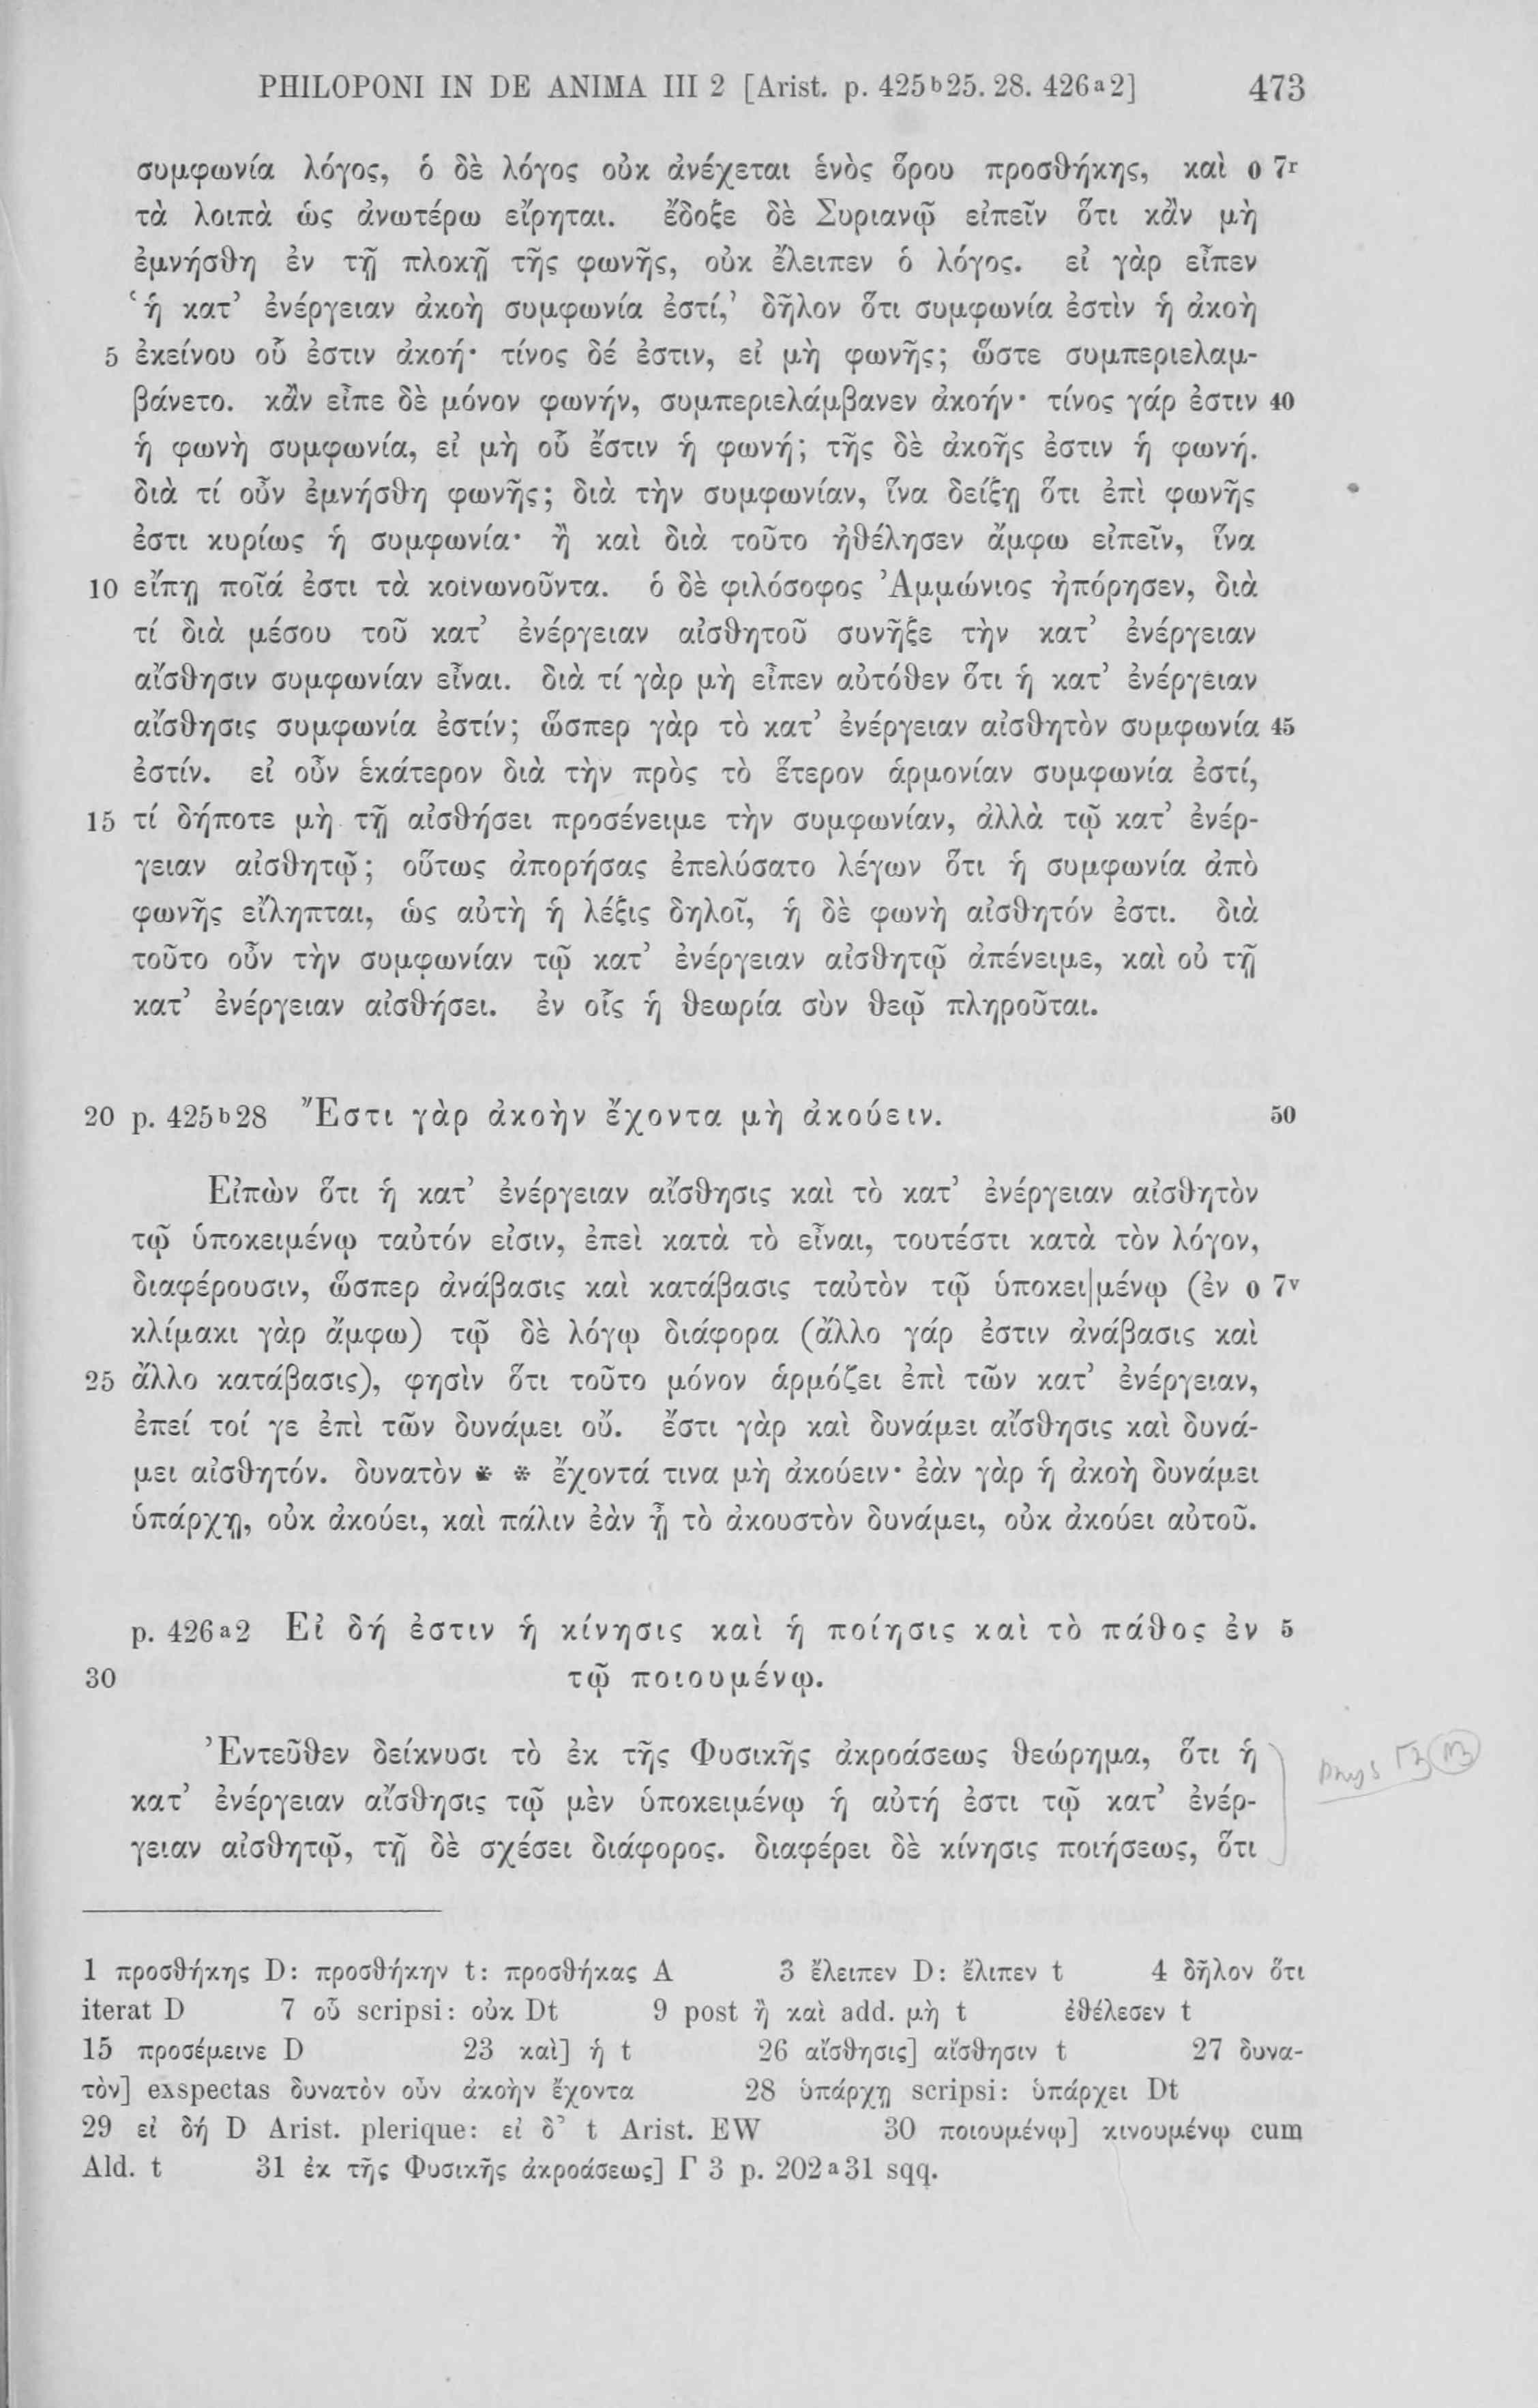 PHILOPONI IN DE ANIMA III 2 [Arist. p. 425b25. 28. 426a2] 473
συμφωνία λόγος, ὁ δὲ λόγος οὐκ ἀνέχεται ἑνὸς ὅρου προσθήκης, καὶ o 7r
τὰ λοιπὰ ὡς ἀνωτέρω εἴρηται. ἔδοξε δὲ Συριανῷ εἰπεῖν ὅτι κἂν μὴ
ἐμνήσθη ἐν τῇ πλοκῇ τῆς φωνῆς, οὐκ ἔλειπεν ὁ λόγος. εἰ γὰρ εἶπεν
‘ἡ κατ’ ἐνέργειαν ἀκοὴ συμφωνία ἐστί,’ δῆλον ὅτι συμφωνία ἐστὶν ἡ ἀκοὴ
5 ἐκείνου οὗ ἐστιν ἀκοή· τίνος δέ ἐστιν, εἰ μὴ φωνῆς; ὥστε συμπεριελαμ-
βάνετο. κἂν εἶπε δὲ μόνον φωνήν, συμπεριελάμβανεν ἀκοήν· τίνος γάρ ἐστιν 40
ἡ φωνὴ συμφωνία, εἰ μὴ οὗ ἔστιν ἡ φωνή; τῆς δὲ ἀκοῆς ἐστιν ἡ φωνή.
διὰ τί οὖν ἐμνήσθη φωνῆς; διὰ τὴν συμφωνίαν, ἵνα δείξῃ ὅτι ἐπὶ φωνῆς
ἐστι κυρίως ἡ συμφωνία· ἢ καὶ διὰ τοῦτο ἠθέλησεν ἄμφω εἰπεῖν, ἵνα
10 εἴπῃ ποῖά ἐστι τὰ κοινωνοῦντα. ὁ δὲ φιλόσοφος Ἀμμώνιος ἠπόρησεν, διὰ
τί διὰ μέσου τοῦ κατ’ ἐνέργειαν αἰσθητοῦ συνῆξε τὴν κατ’ ἐνέργειαν
αἴσθησιν συμφωνίαν εἶναι. διὰ τί γὰρ μὴ εἶπεν αὐτόθεν ὅτι ἡ κατ’ ἐνέργειαν
αἴσθησις συμφωνία ἐστίν; ὥσπερ γὰρ τὸ κατ’ ἐνέργειαν αἰσθητὸν συμφωνία 45
ἐστίν. εἰ οὖν ἑκάτερον διὰ τὴν πρὸς τὸ ἕτερον ἁρμονίαν συμφωνία ἐστί,
15 τί δήποτε μὴ τῇ αἰσθήσει προσένειμε τὴν συμφωνίαν, ἀλλὰ τῷ κατ’ ἐνέρ-
γειαν αἰσθητῷ; οὕτως ἀπορήσας ἐπελύσατο λέγων ὅτι ἡ συμφωνία ἀπὸ
φωνῆς εἴληπται, ὡς αὐτὴ ἡ λέξις δηλοῖ, ἡ δὲ φωνὴ αἰσθητόν ἐστι. διὰ
τοῦτο οὖν τὴν συμφωνίαν τῷ κατ’ ἐνέργειαν αἰσθητῷ ἀπένειμε, καὶ οὐ τῇ
κατ’ ἐνέργειαν αἰσθήσει. ἐν οἷς ἡ θεωρία σὺν θεῷ πληροῦται.
20 p. 425b28 Ἔστι γὰρ ἀκοὴν ἔχοντα μὴ ἀκούειν. 50
Εἰπὼν ὅτι ἡ κατ’ ἐνέργειαν αἴσθησις καὶ τὸ κατ’ ἐνέργειαν αἰσθητὸν
τῷ ὑποκειμένῳ ταὐτόν εἰσιν, ἐπεὶ κατὰ τὸ εἶναι, τουτέστι κατὰ τὸν λόγον,
διαφέρουσιν, ὥσπερ ἀνάβασις καὶ κατάβασις ταὐτὸν τῷ ὑποκει|μένῳ (ἐν o 7v
κλίμακι γὰρ ἄμφω) τῷ δὲ λόγῳ διάφορα (ἄλλο γάρ ἐστιν ἀνάβασις καὶ
25 ἄλλο κατάβασις), φησὶν ὅτι τοῦτο μόνον ἁρμόζει ἐπὶ τῶν κατ’ ἐνέργειαν,
ἐπεί τοί γε ἐπὶ τῶν δυνάμει οὔ. ἔστι γὰρ καὶ δυνάμει αἴσθησις καὶ δυνά-
μει αἰσθητόν. δυνατὸν * * ἔχοντά τινα μὴ ἀκούειν· ἐὰν γὰρ ἡ ἀκοὴ δυνάμει
ὑπάρχῃ, οὐκ ἀκούει, καὶ πάλιν ἐὰν ᾖ τὸ ἀκουστὸν δυνάμει, οὐκ ἀκούει αὐτοῦ.
p. 426a2 Εἰ δή ἐστιν ἡ κίνησις καὶ ἡ ποίησις καὶ τὸ πάθος ἐν 5
30 τῷ ποιουμένῳ.
Ἐντεῦθεν δείκνυσι τὸ ἐκ τῆς Φυσικῆς ἀκροάσεως θεώρημα, ὅτι ἡ
κατ’ ἐνέργειαν αἴσθησις τῷ μὲν ὑποκειμένῳ ἡ αὐτή ἐστι τῷ κατ’ ἐνέρ-
γειαν αἰσθητῷ, τῇ δὲ σχέσει διάφορος. διαφέρει δὲ κίνησις ποιήσεως, ὅτι
Phys Γ3
1 προσθήκης D: προσθήκην t: προσθήκας A 3 ἔλειπεν D: ἔλιπεν t 4 δῆλον ὅτι
iterat D 7 οὗ scripsi: οὐκ Dt 9 post ἢ καὶ add. μὴ t ἐθέλεσεν t
15 προσέμεινε D 23 καὶ] ἡ t 26 αἴσθησις] αἴσθησιν t 27 δυνα-
τὸν] exspectas δυνατὸν οὖν ἀκοὴν ἔχοντα 28 ὑπάρχῃ scripsi: ὑπάρχει Dt
29 εἰ δή D Arist. plerique: εἰ δ’ t Arist. EW 30 ποιουμένῳ] κινουμένῳ cum
Ald. t 31 ἐκ τῆς Φυσικῆς ἀκροάσεως] Γ 3 p. 202a31 sqq.